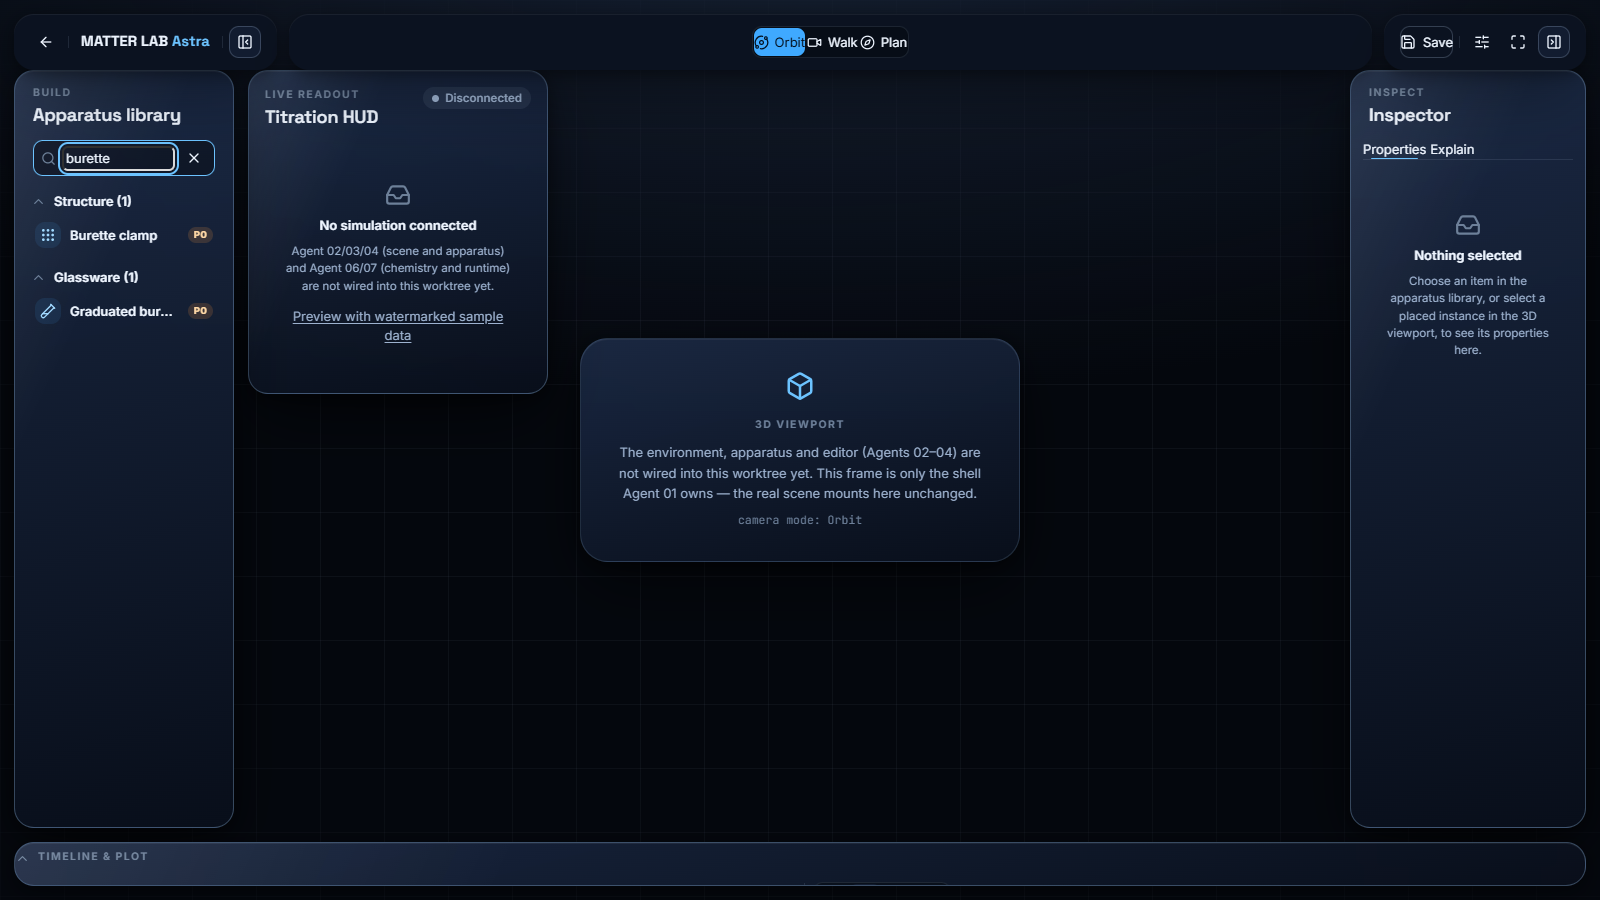 MATTER LAB Astra
Orbit
Walk
Plan
Save
BUILD
Apparatus library
burette
Structure (1)
Burette clamp
P0
Glassware (1)
Graduated bur...
P0
LIVE READOUT
Disconnected
Titration HUD
No simulation connected
Agent 02/03/04 (scene and apparatus)
and Agent 06/07 (chemistry and runtime)
are not wired into this worktree yet.
Preview with watermarked sample
data
3D VIEWPORT
The environment, apparatus and editor (Agents 02–04) are
not wired into this worktree yet. This frame is only the shell
Agent 01 owns — the real scene mounts here unchanged.
camera mode: Orbit
INSPECT
Inspector
Properties Explain
Nothing selected
Choose an item in the
apparatus library, or select a
placed instance in the 3D
viewport, to see its properties
here.
TIMELINE & PLOT